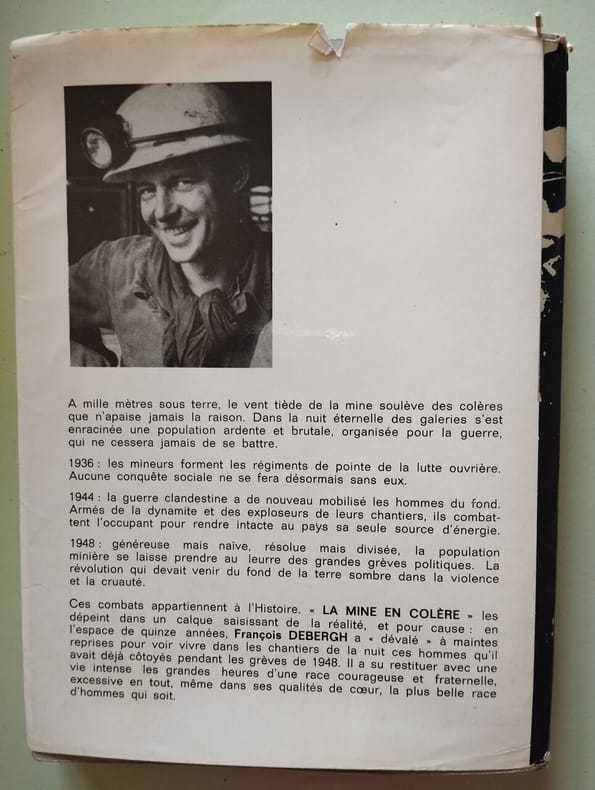 A mille mètres sous terre, le vent tiède de la mine soulève des colères
que n'apaise jamais la raison. Dans la nuit éternelle des galeries s'est
enracinée une population ardente et brutale, organisée pour la guerre,
qui ne cessera jamais de se battre.
1936 : les mineurs forment les régiments de pointe de la lutte ouvrière.
Aucune conquête sociale ne se fera désormais sans eux.
1944 : la guerre clandestine a de nouveau mobilisé les hommes du fond.
Armés de la dynamite et des exploseurs de leurs chantiers, ils combat-
tent l'occupant pour rendre intacte au pays sa seule source d'énergie.
1948 : généreuse mais naïve, résolue mais divisée, la population
minière se laisse prendre au leurre des grandes grèves politiques. La
révolution qui devait venir du fond de la terre sombre dans la violence
et la cruauté.
Ces combats appartiennent à l'Histoire. « LA MINE EN COLÈRE » les
dépeint dans un calque saisissant de la réalité, et pour cause : en
l'espace de quinze années, François DEBERGH a « dévalé » à maintes
reprises pour voir vivre dans les chantiers de la nuit ces hommes qu'il
avait déjà côtoyés pendant les grèves de 1948. Il a su restituer avec une
vie intense les grandes heures d'une race courageuse et fraternelle,
excessive en tout, même dans ses qualités de cœur, la plus belle race
d'hommes qui soit.